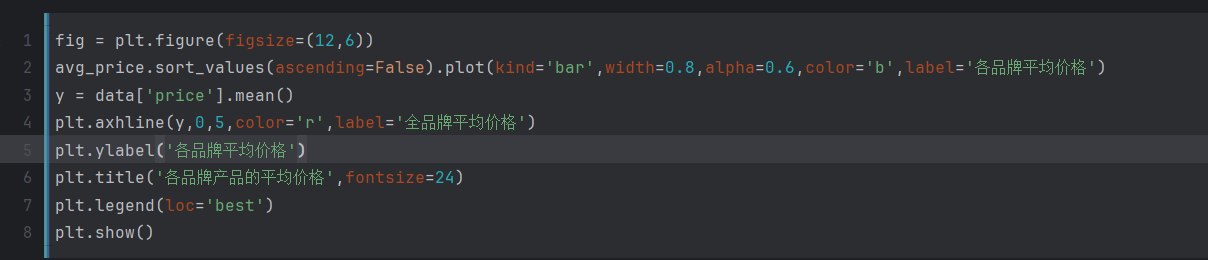 1 fig = plt.figure(figsize=(12,6))
2 avg_price.sort_values(ascending=False).plot(kind='bar',width=0.8,alpha=0.6,color='b',label='各品牌平均价格')
3 y = data['price'].mean()
4 plt.axhline(y,0,5,color='r',label='全品牌平均价格')
5 plt.ylabel('各品牌平均价格')
6 plt.title('各品牌产品的平均价格',fontsize=24)
7 plt.legend(loc='best')
8 plt.show()